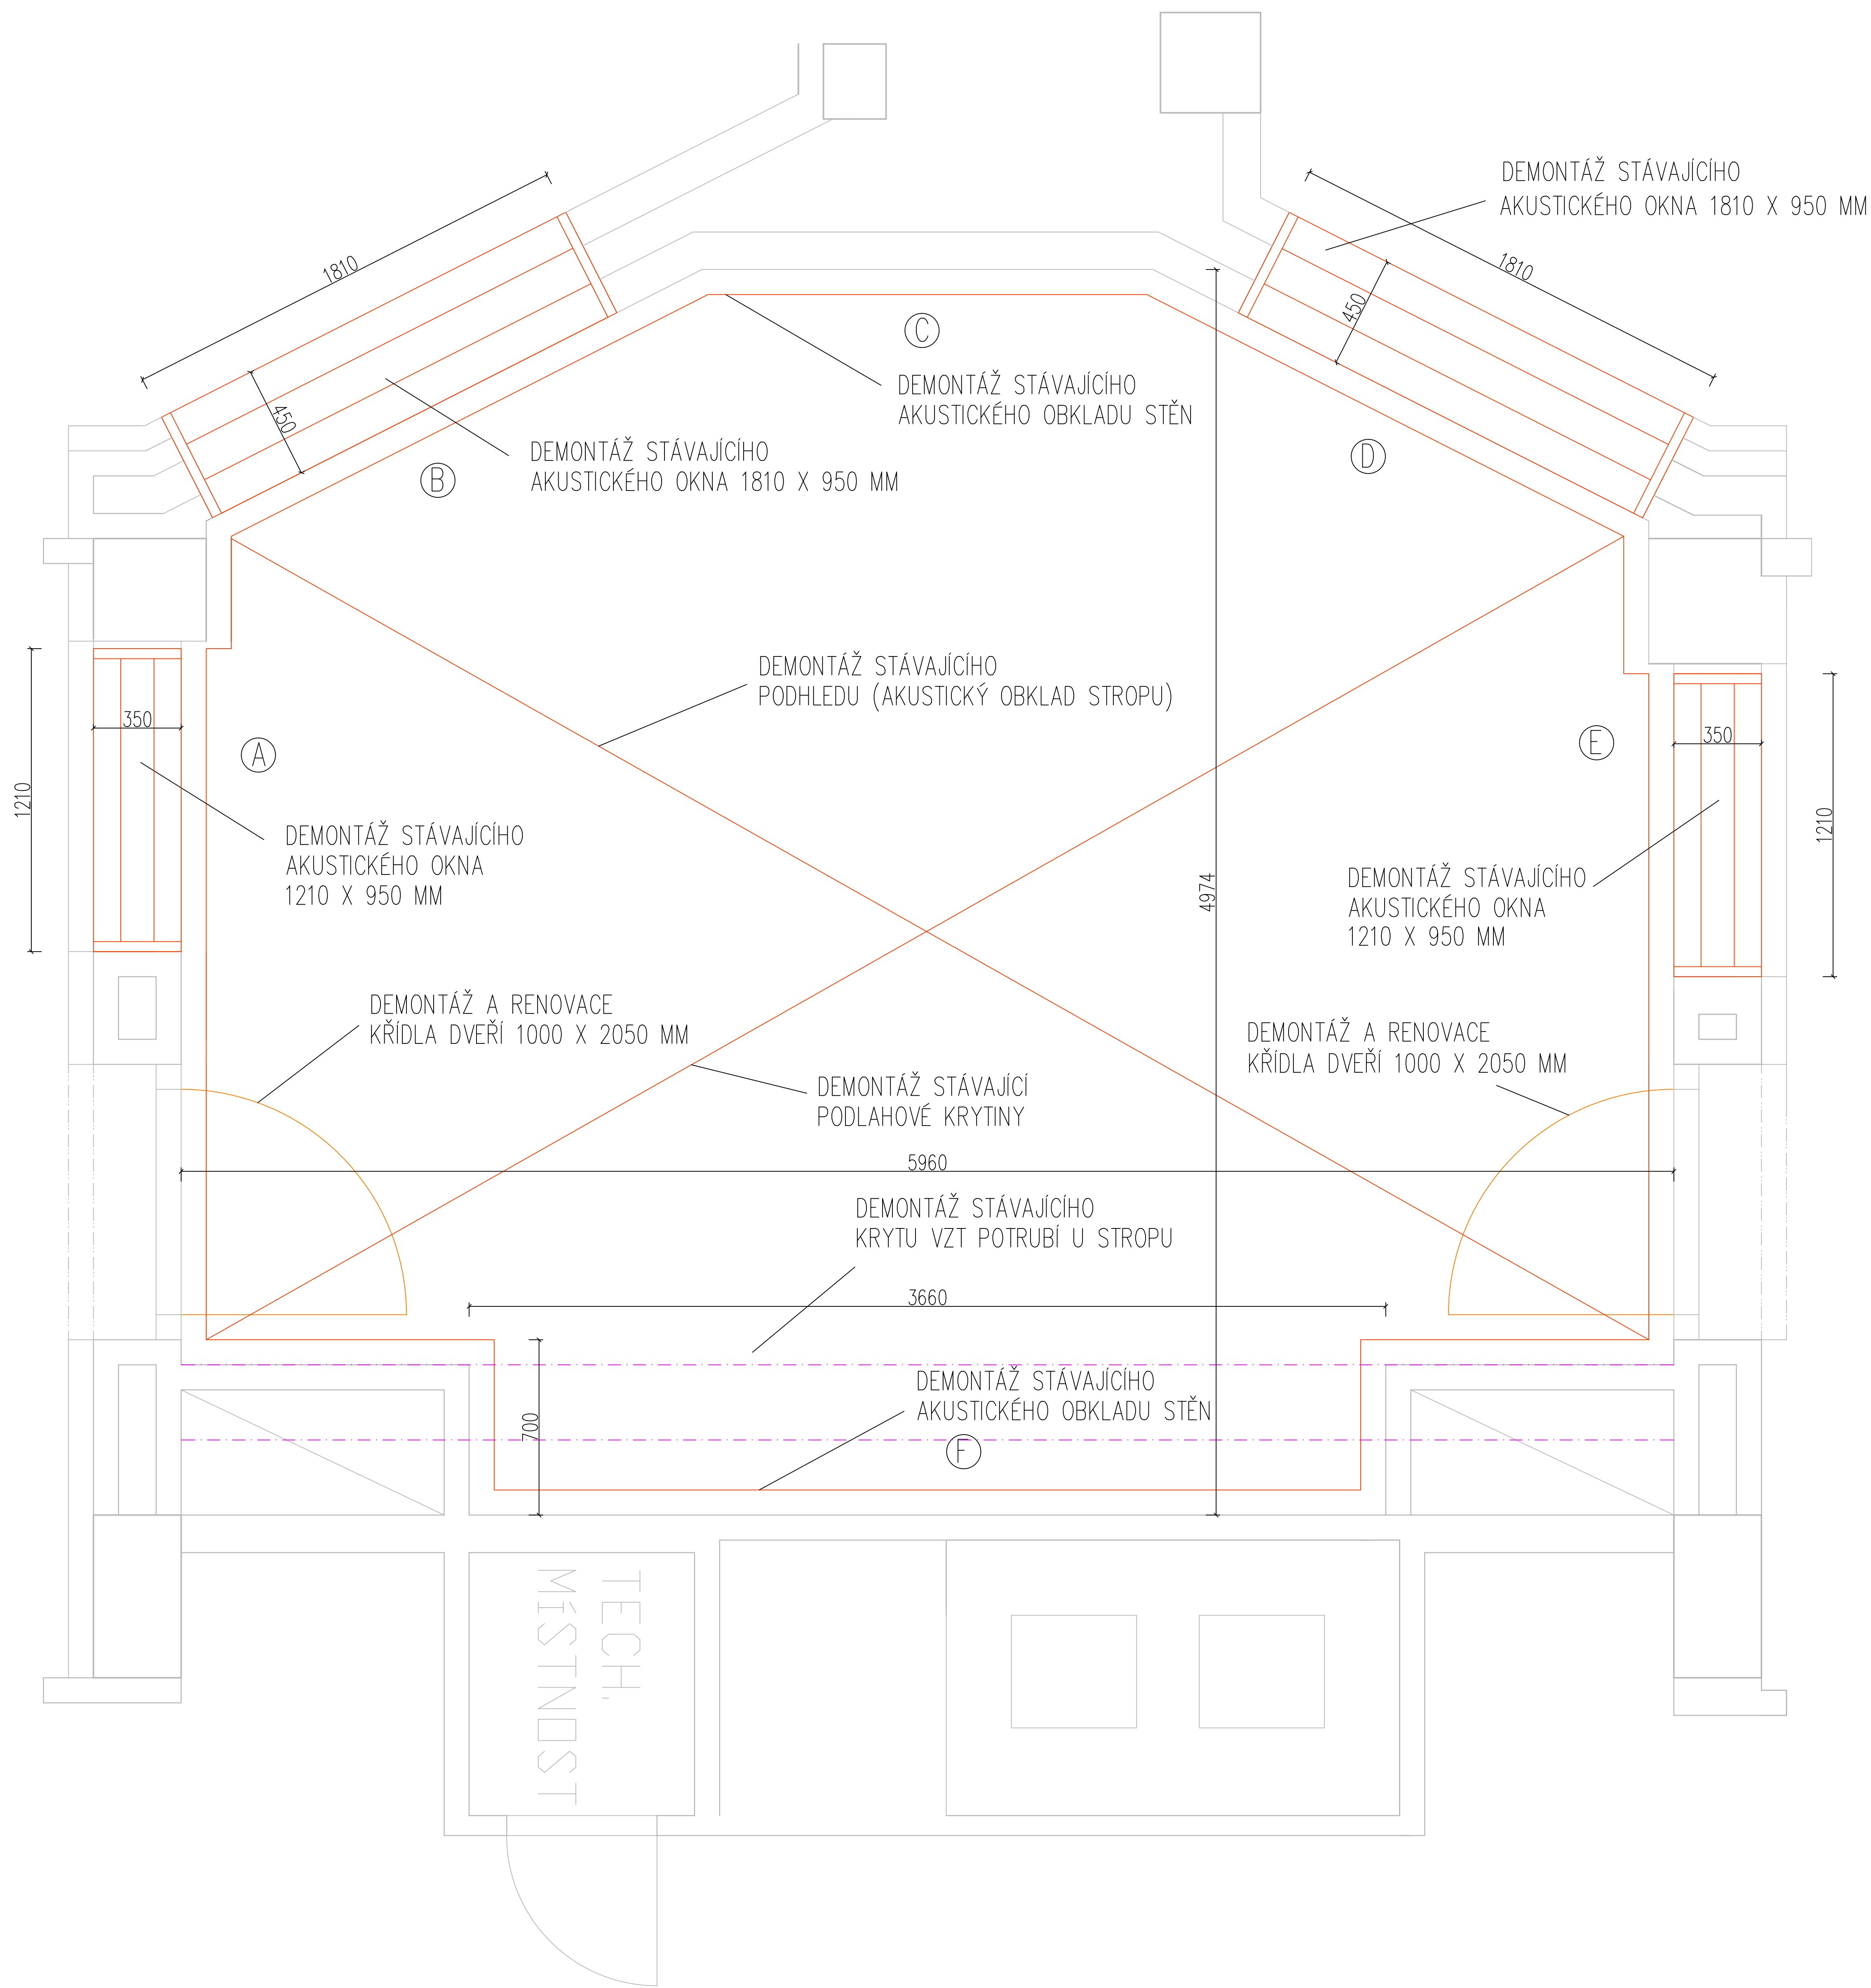 DEMONTÁŽ STÁVAJÍCÍHO
AKUSTICKÉHO OKNA 1810 X 950 MM
1810
1810
450
450
C
DEMONTÁŽ STÁVAJÍCÍHO
AKUSTICKÉHO OBKLADU STĚN
DEMONTÁŽ STÁVAJÍCÍHO
AKUSTICKÉHO OKNA 1810 X 950 MM
B
D
DEMONTÁŽ STÁVAJÍCÍHO
PODHLEDU (AKUSTICKÝ OBKLAD STROPU)
350
A
E
350
1210
1210
DEMONTÁŽ STÁVAJÍCÍHO
AKUSTICKÉHO OKNA
1210 X 950 MM
4974
DEMONTÁŽ STÁVAJÍCÍHO
AKUSTICKÉHO OKNA
1210 X 950 MM
DEMONTÁŽ A RENOVACE
KŘÍDLA DVEŘÍ 1000 X 2050 MM
DEMONTÁŽ A RENOVACE
KŘÍDLA DVEŘÍ 1000 X 2050 MM
DEMONTÁŽ STÁVAJÍCÍ
PODLAHOVÉ KRYTINY
5960
DEMONTÁŽ STÁVAJÍCÍHO
KRYTU VZT POTRUBÍ U STROPU
3660
DEMONTÁŽ STÁVAJÍCÍHO
AKUSTICKÉHO OBKLADU STĚN
700
F
TECH.
MÍSTNOST